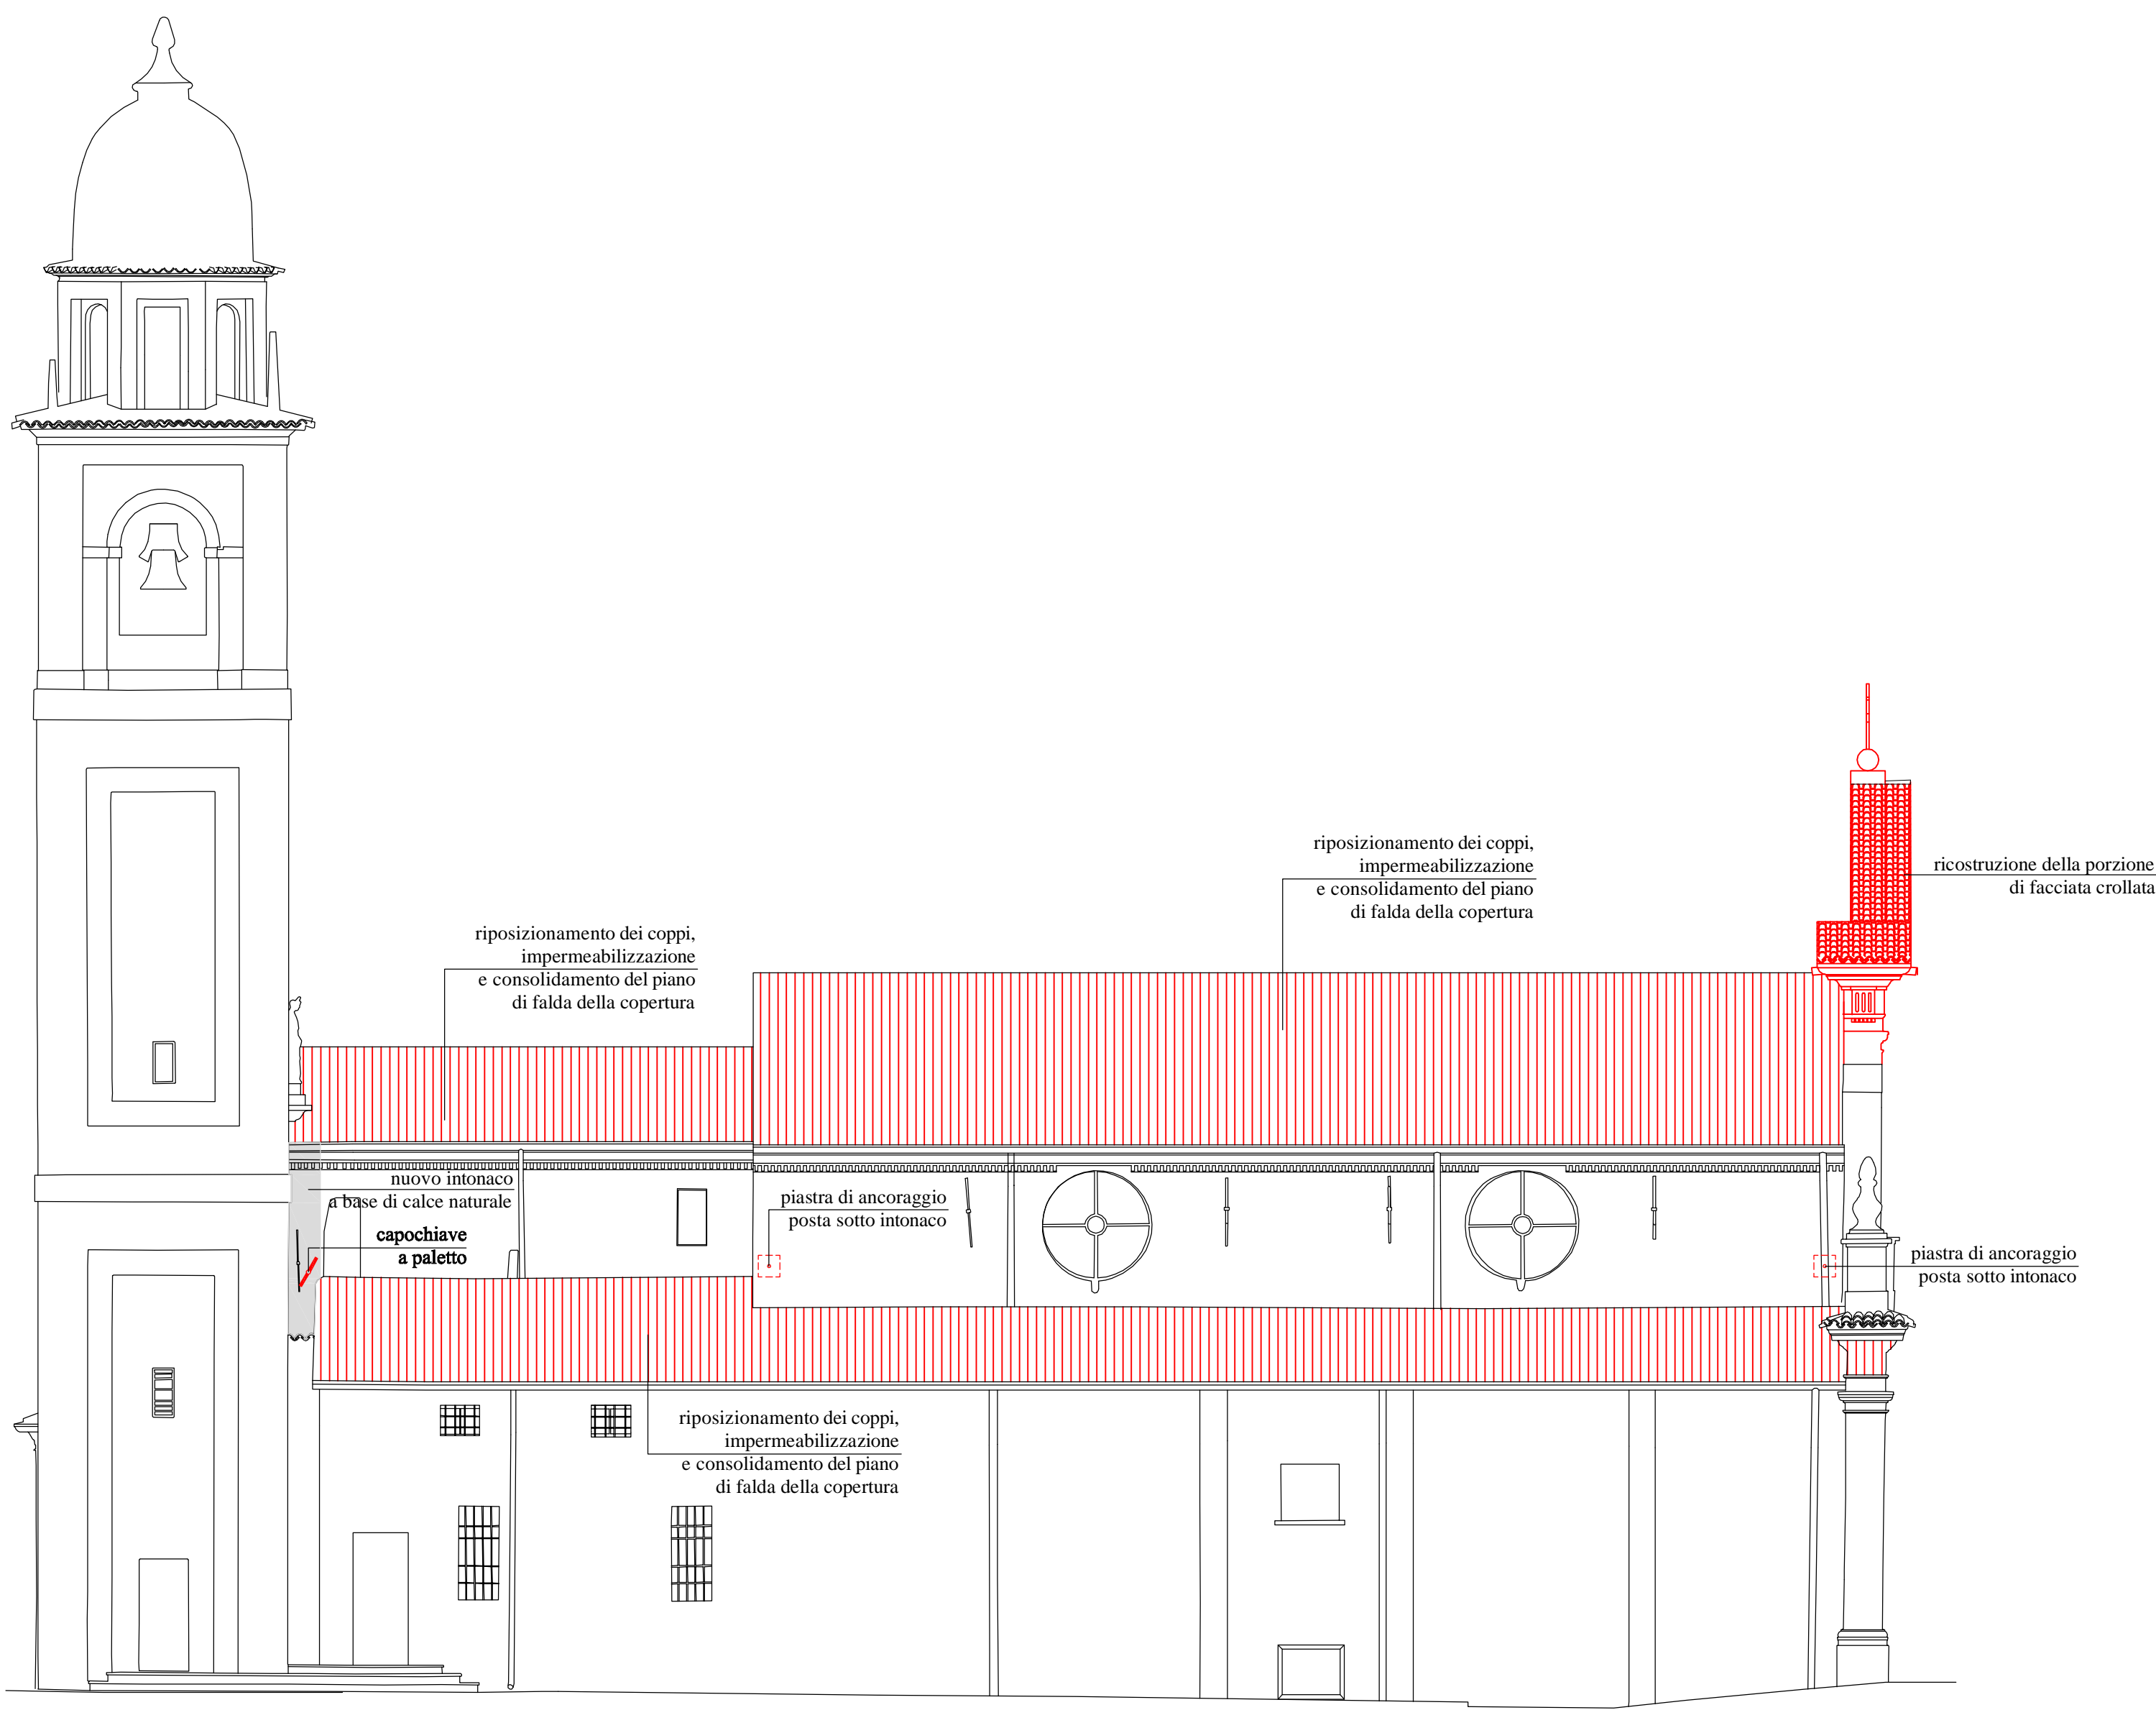 riposizionamento dei coppi,
impermeabilizzazione
e consolidamento del piano
di falda della copertura
ricostruzione della porzione
di facciata crollata
riposizionamento dei coppi,
impermeabilizzazione
e consolidamento del piano
di falda della copertura
nuovo intonaco
a base di calce naturale
capochiave
a paletto
piastra di ancoraggio
posta sotto intonaco
piastra di ancoraggio
posta sotto intonaco
riposizionamento dei coppi,
impermeabilizzazione
e consolidamento del piano
di falda della copertura